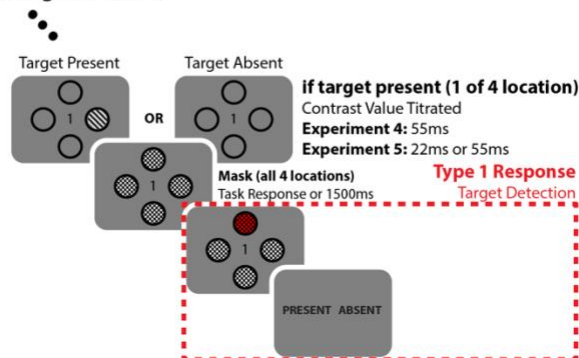 Target Present
Target Absent
1
OR
1
if target present (1 of 4 location)
Contrast Value Titrated
Experiment 4: 55ms
Experiment 5: 22ms or 55ms
1
Mask (all 4 locations)
Task Response or 1500ms
Type 1 Response
Target Detection
1
PRESENT ABSENT